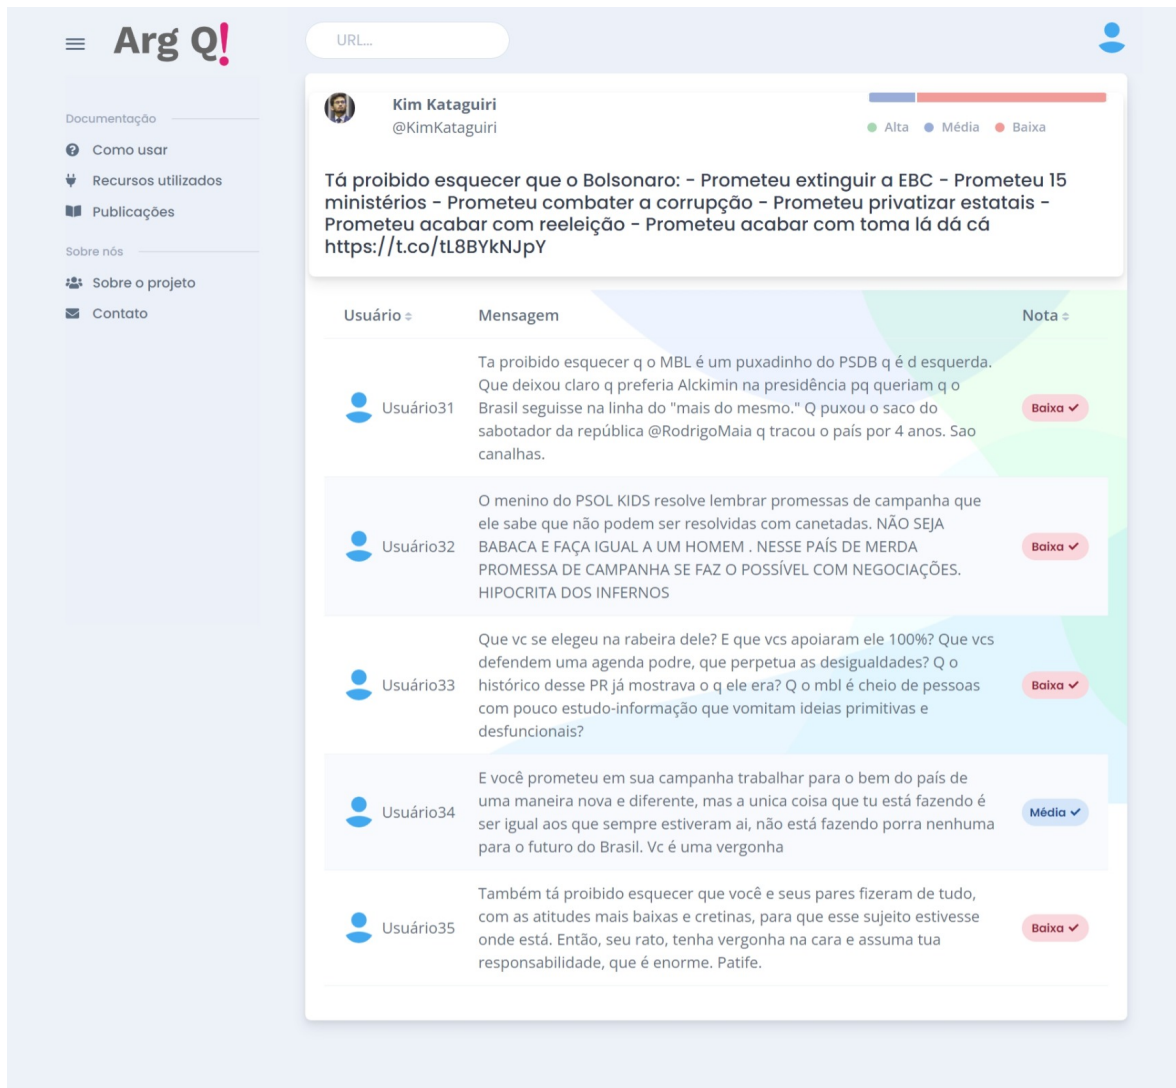 Arg Q!
URL...
Documentação
Como usar
Recursos utilizados
Publicações
Sobre nós
Sobre o projeto
Contato
Kim Kataguiri
@KimKataguiri
Alta Média Baixa
Tá proibido esquecer que o Bolsonaro: - Prometeu extinguir a EBC - Prometeu 15
ministérios - Prometeu combater a corrupção - Prometeu privatizar estatais -
Prometeu acabar com reeleição - Prometeu acabar com toma lá dá cá
https://t.co/tL8BYkNJpY
Usuário Mensagem Nota
Usuário31
Ta proibido esquecer q o MBL é um puxadinho do PSDB q é d esquerda.
Que deixou claro q preferia Alckimin na presidência pq queriam q o
Brasil seguisse na linha do "mais do mesmo." Q puxou o saco do
sabotador da república @RodrigoMaia q tracou o país por 4 anos. Sao
canalhas.
Baixa
Usuário32
O menino do PSOL KIDS resolve lembrar promessas de campanha que
ele sabe que não podem ser resolvidas com canetadas. NÃO SEJA
BABACA E FAÇA IGUAL A UM HOMEM . NESSE PAÍS DE MERDA
PROMESSA DE CAMPANHA SE FAZ O POSSÍVEL COM NEGOCIAÇÕES.
HIPOCRITA DOS INFERNOS
Baixa
Usuário33
Que vc se elegeu na rabeira dele? E que vcs apoiaram ele 100%? Que vcs
defendem uma agenda podre, que perpetua as desigualdades? Q o
histórico desse PR já mostrava o q ele era? Q o mbl é cheio de pessoas
com pouco estudo-informação que vomitam ideias primitivas e
desfuncionais?
Baixa
Usuário34
E você prometeu em sua campanha trabalhar para o bem do país de
uma maneira nova e diferente, mas a unica coisa que tu está fazendo é
ser igual aos que sempre estiveram ai, não está fazendo porra nenhuma
para o futuro do Brasil. Vc é uma vergonha
Média
Usuário35
Também tá proibido esquecer que você e seus pares fizeram de tudo,
com as atitudes mais baixas e cretinas, para que esse sujeito estivesse
onde está. Então, seu rato, tenha vergonha na cara e assuma tua
responsabilidade, que é enorme. Patife.
Baixa